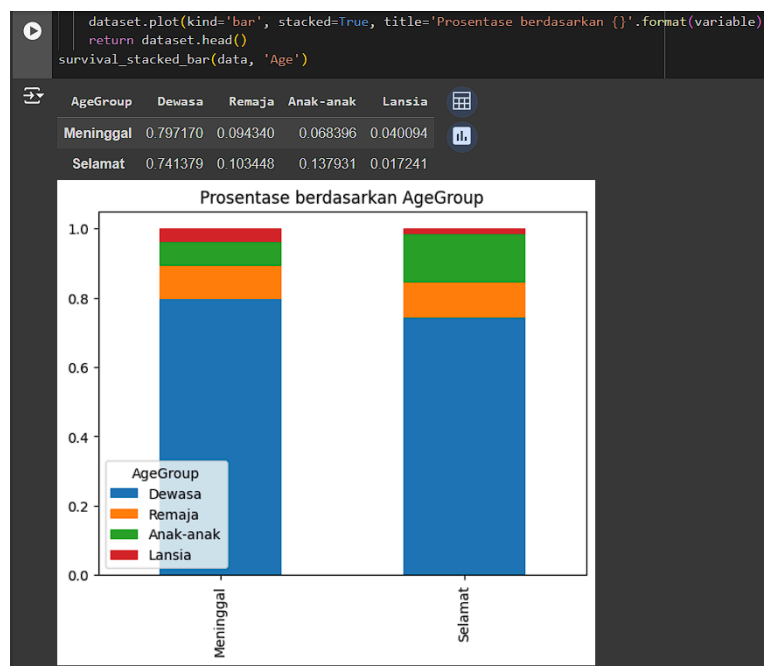 dataset.plot(kind='bar', stacked=True, title='Prosentase berdasarkan {}'.format(variable)
return dataset.head()
survival_stacked_bar(data, 'Age')
AgeGroup Dewasa Remaja Anak-anak Lansia
Meninggal 0.797170 0.094340 0.068396 0.040094
Selamat 0.741379 0.103448 0.137931 0.017241
Prosentase berdasarkan AgeGroup
1.0
0.8
0.6
0.4
0.2
0.0
AgeGroup
Dewasa
Remaja
Anak-anak
Lansia
Meninggal
Selamat